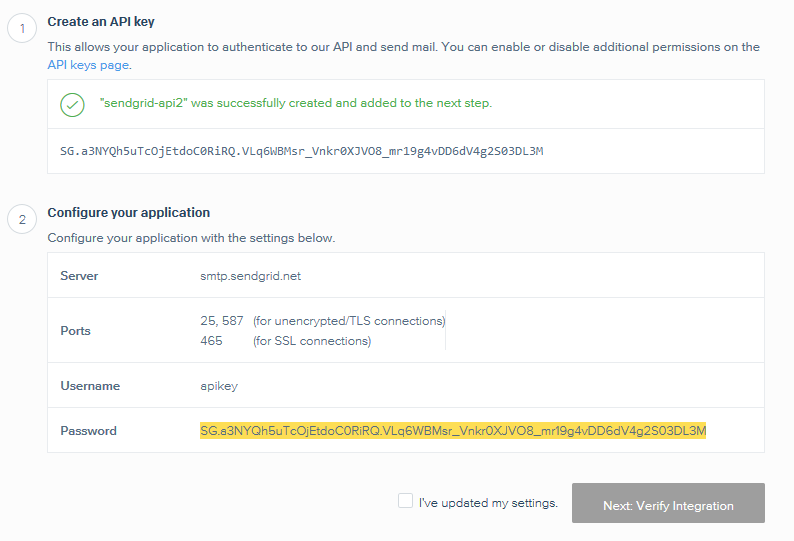 1
Create an API key
This allows your application to authenticate to our API and send mail. You can enable or disable additional permissions on the
API keys page.
"sendgrid-api2" was successfully created and added to the next step.
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
2
Configure your application
Configure your application with the settings below.
Server smtp.sendgrid.net
Ports
25, 587 (for unencrypted/TLS connections)
465 (for SSL connections)
Username apikey
Password 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
I've updated my settings. Next: Verify Integration